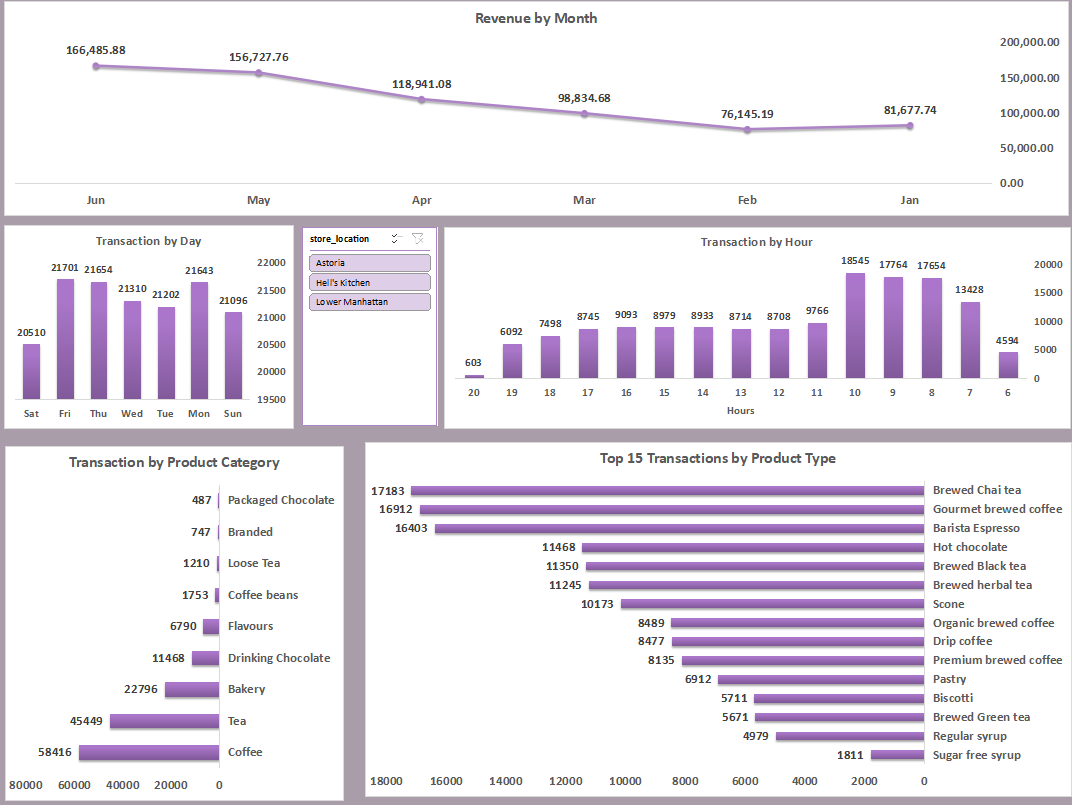 Revenue by Month
166,485.88 156,727.76 118,941.08 98,834.68 76,145.19 81,677.74
200,000.00
150,000.00
100,000.00
50,000.00
0.00
Jun May Apr Mar Feb Jan
Transaction by Day
20510 21701 21654 21310 21202 21643 21096
22000
21500
21000
20500
20000
19500
Sat Fri Thu Wed Tue Mon Sun
store_location
Astoria
Hell's Kitchen
Lower Manhattan
Transaction by Hour
603 6092 7498 8745 9093 8979 8933 8714 8708 9766 18545 17764 17654 13428 4594
20000
15000
10000
5000
0
20 19 18 17 16 15 14 13 12 11 10 9 8 7 6
Hours
Transaction by Product Category
487 Packaged Chocolate
747 Branded
1210 Loose Tea
1753 Coffee beans
6790 Flavours
11468 Drinking Chocolate
22796 Bakery
45449 Tea
58416 Coffee
80000 60000 40000 20000 0
Top 15 Transactions by Product Type
17183 Brewed Chai tea
16912 Gourmet brewed coffee
16403 Barista Espresso
11468 Hot chocolate
11350 Brewed Black tea
11245 Brewed herbal tea
10173 Scone
8489 Organic brewed coffee
8477 Drip coffee
8135 Premium brewed coffee
6912 Pastry
5711 Biscotti
5671 Brewed Green tea
4979 Regular syrup
1811 Sugar free syrup
18000 16000 14000 12000 10000 8000 6000 4000 2000 0